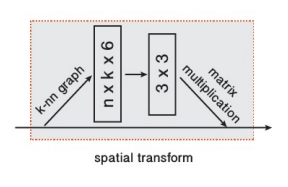 k-nn graph
n x k x 6
3 x 3
matrix
multiplication
spatial transform